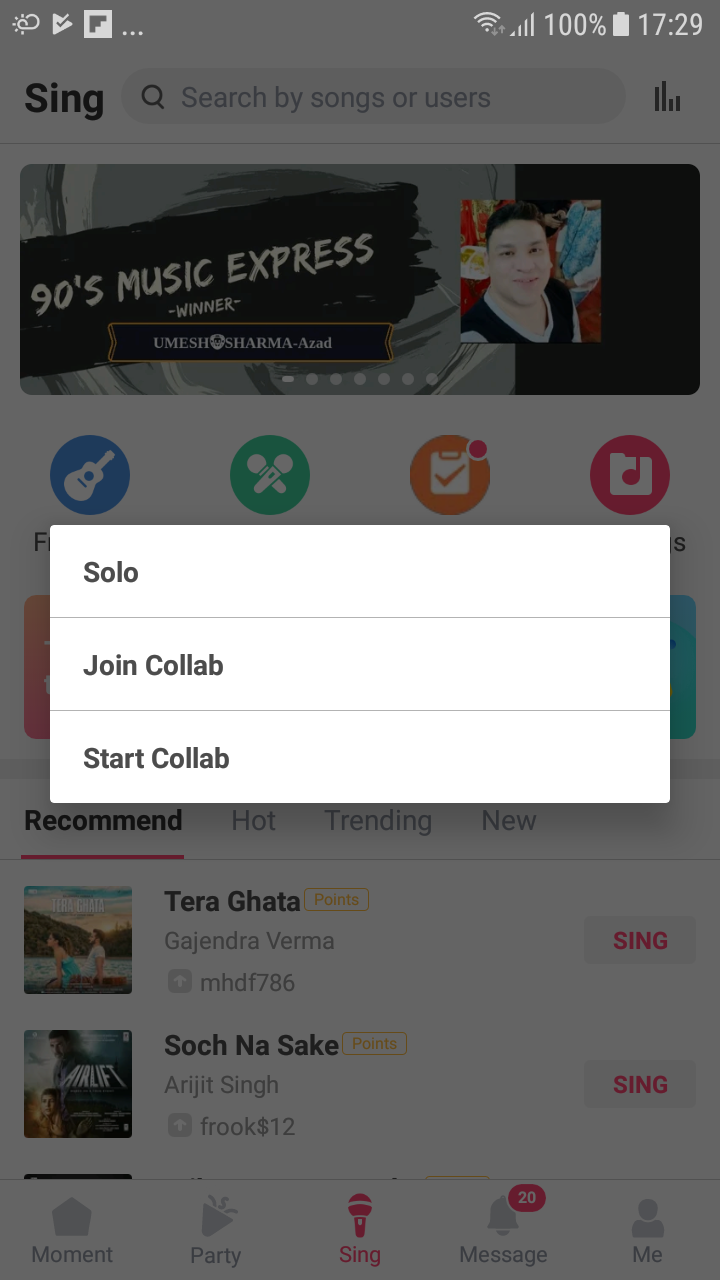 ... 100% 17:29
Sing Search by songs or users
90'S MUSIC EXPRESS
-WINNER-
UMESH SHARMA-Azad
Solo
Join Collab
Start Collab
Recommend Hot Trending New
TERA GHATA
Tera Ghata Points
Gajendra Verma
SING
mhdf786
AIRLIFT
Soch Na Sake Points
Arijit Singh
SING
frook$12
20
Moment Party Sing Message Me